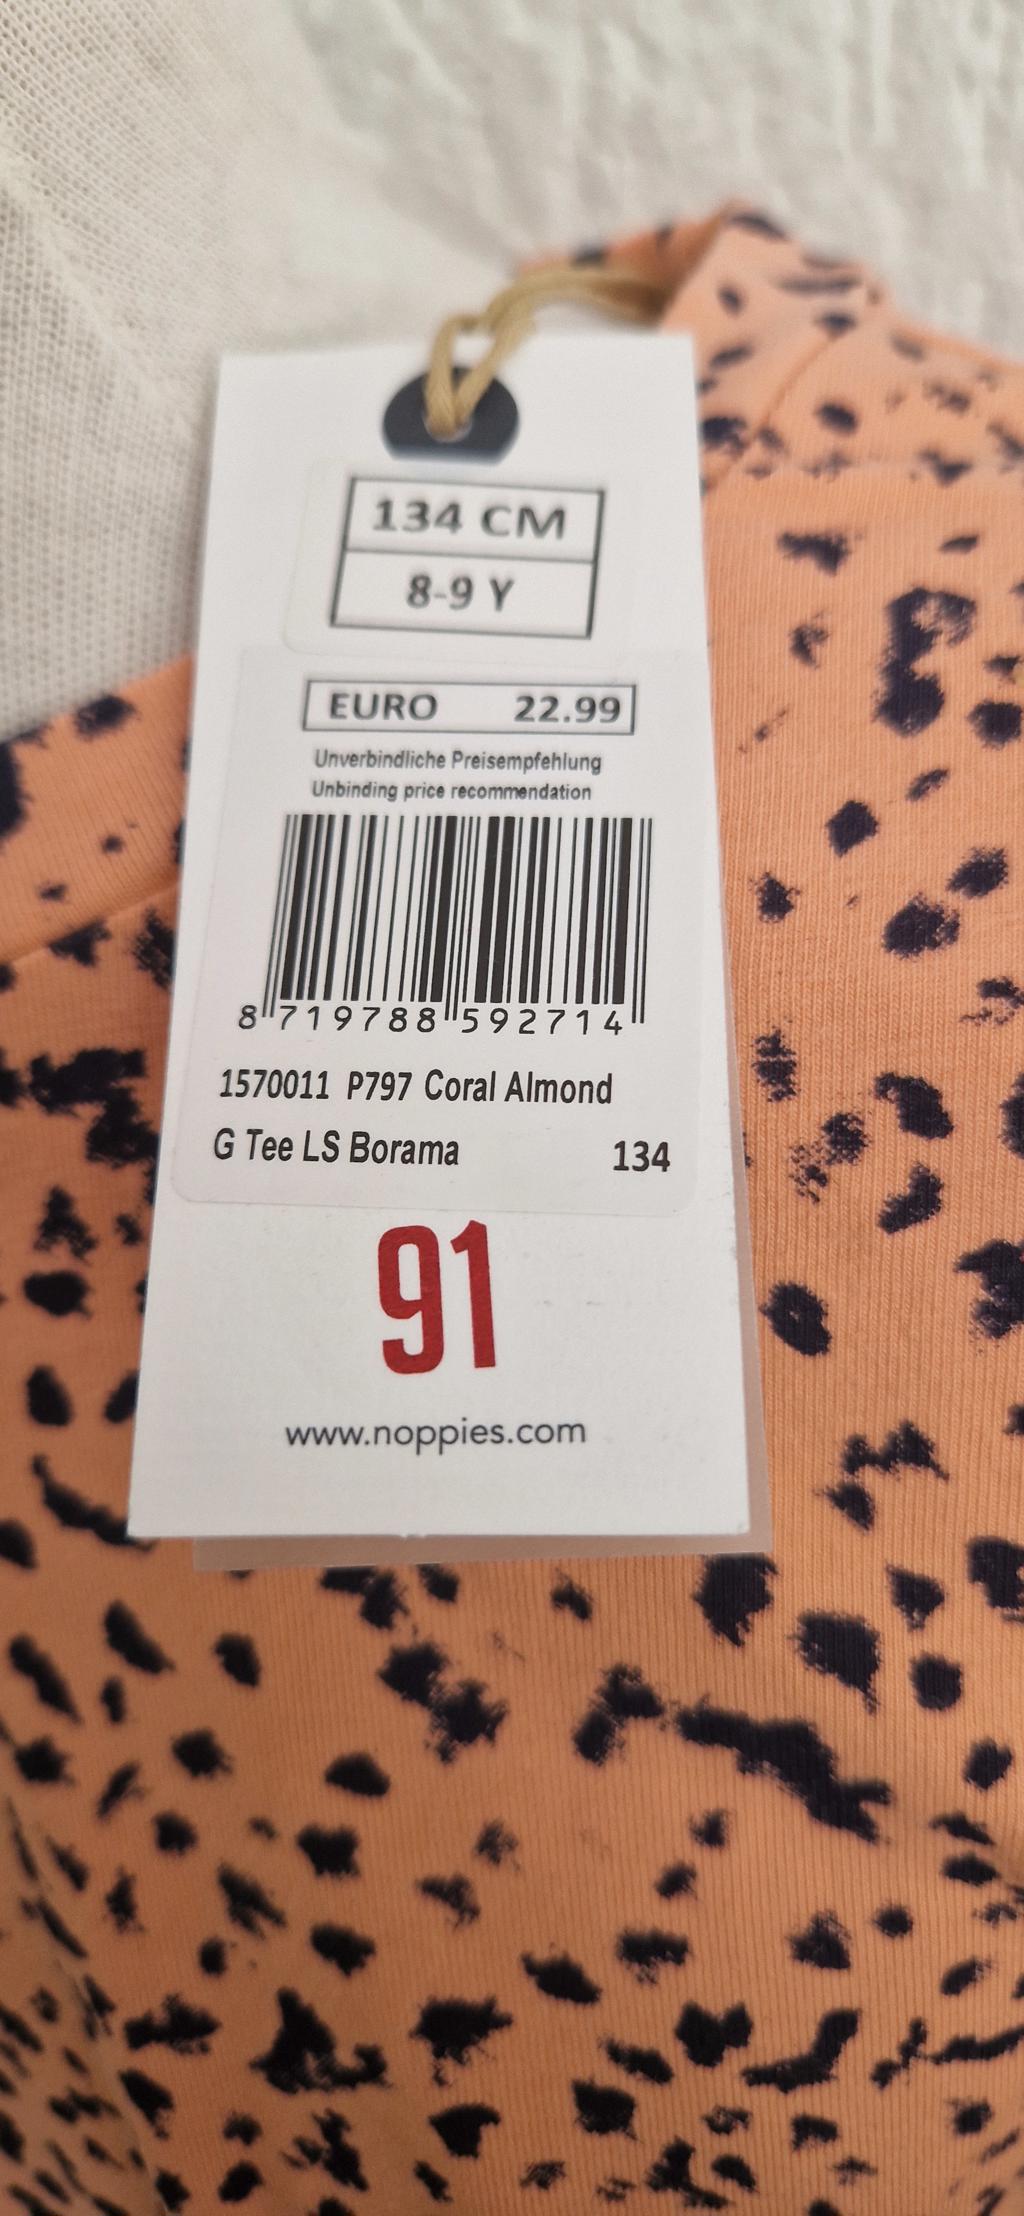 134 CM
8-9 Y
EURO 22.99
Unverbindliche Preisempfehlung
Unbinding price recommendation
8 719788 592714
1570011 P797 Coral Almond
G Tee LS Borama 134
91
www.noppies.com